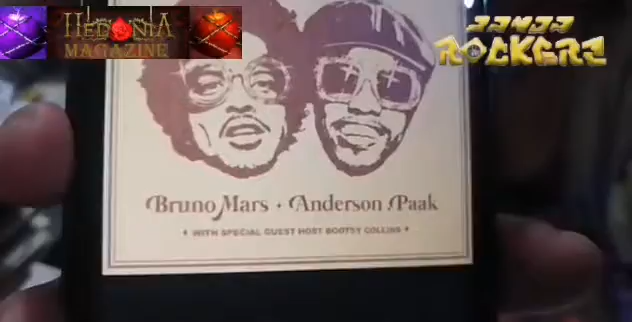 HEDONIA
MAGAZINE
ROCKERZ
Bruno Mars · Anderson .Paak
♦ WITH SPECIAL GUEST HOST BOOTSY COLLINS ♦